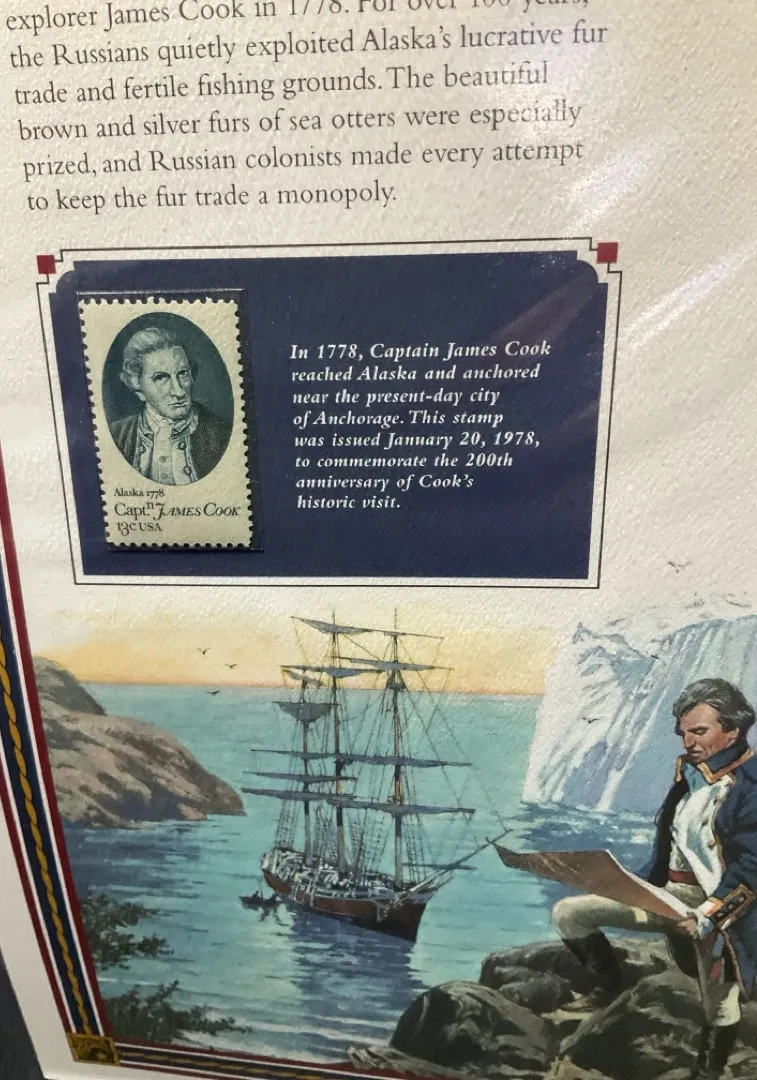 explorer James Cook in 1778. For over 100 years,
the Russians quietly exploited Alaska's lucrative fur
trade and fertile fishing grounds. The beautiful
brown and silver furs of sea otters were especially
prized, and Russian colonists made every attempt
to keep the fur trade a monopoly.
In 1778, Captain James Cook
reached Alaska and anchored
near the present-day city
of Anchorage. This stamp
was issued January 20, 1978,
to commemorate the 200th
anniversary of Cook's
historic visit.
Alaska 1778
Captn JAMES COOK
13c USA